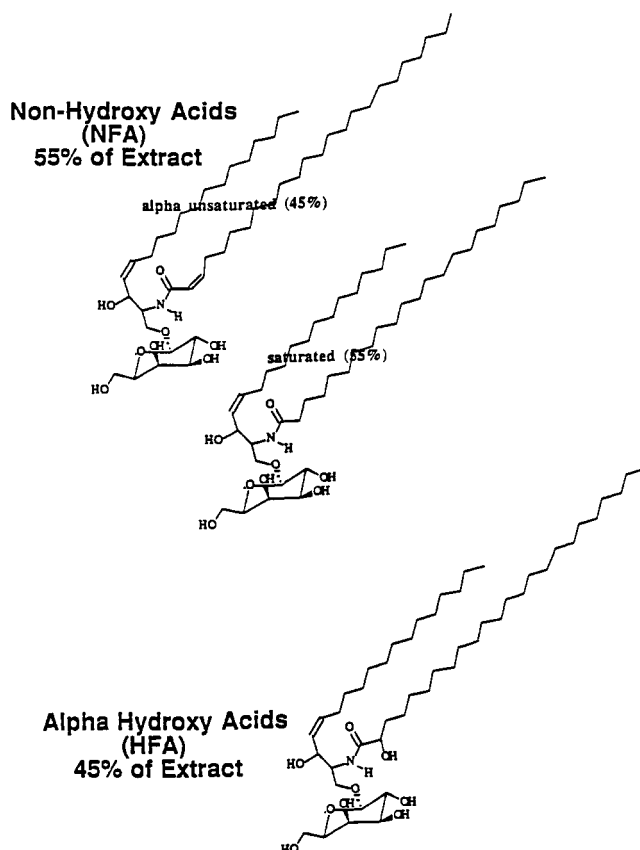 Non-Hydroxy Acids
(NFA)
55% of Extract
alpha unsaturated (45%)
O
HO
N
H
O
O
OH
OH
OH
OH
HO
saturated (55%)
O
HO
N
H
O
O
OH
OH
OH
HO
Alpha Hydroxy Acids
(HFA)
45% of Extract
O
OH
HO
N
H
O
O
OH
OH
OH
HO